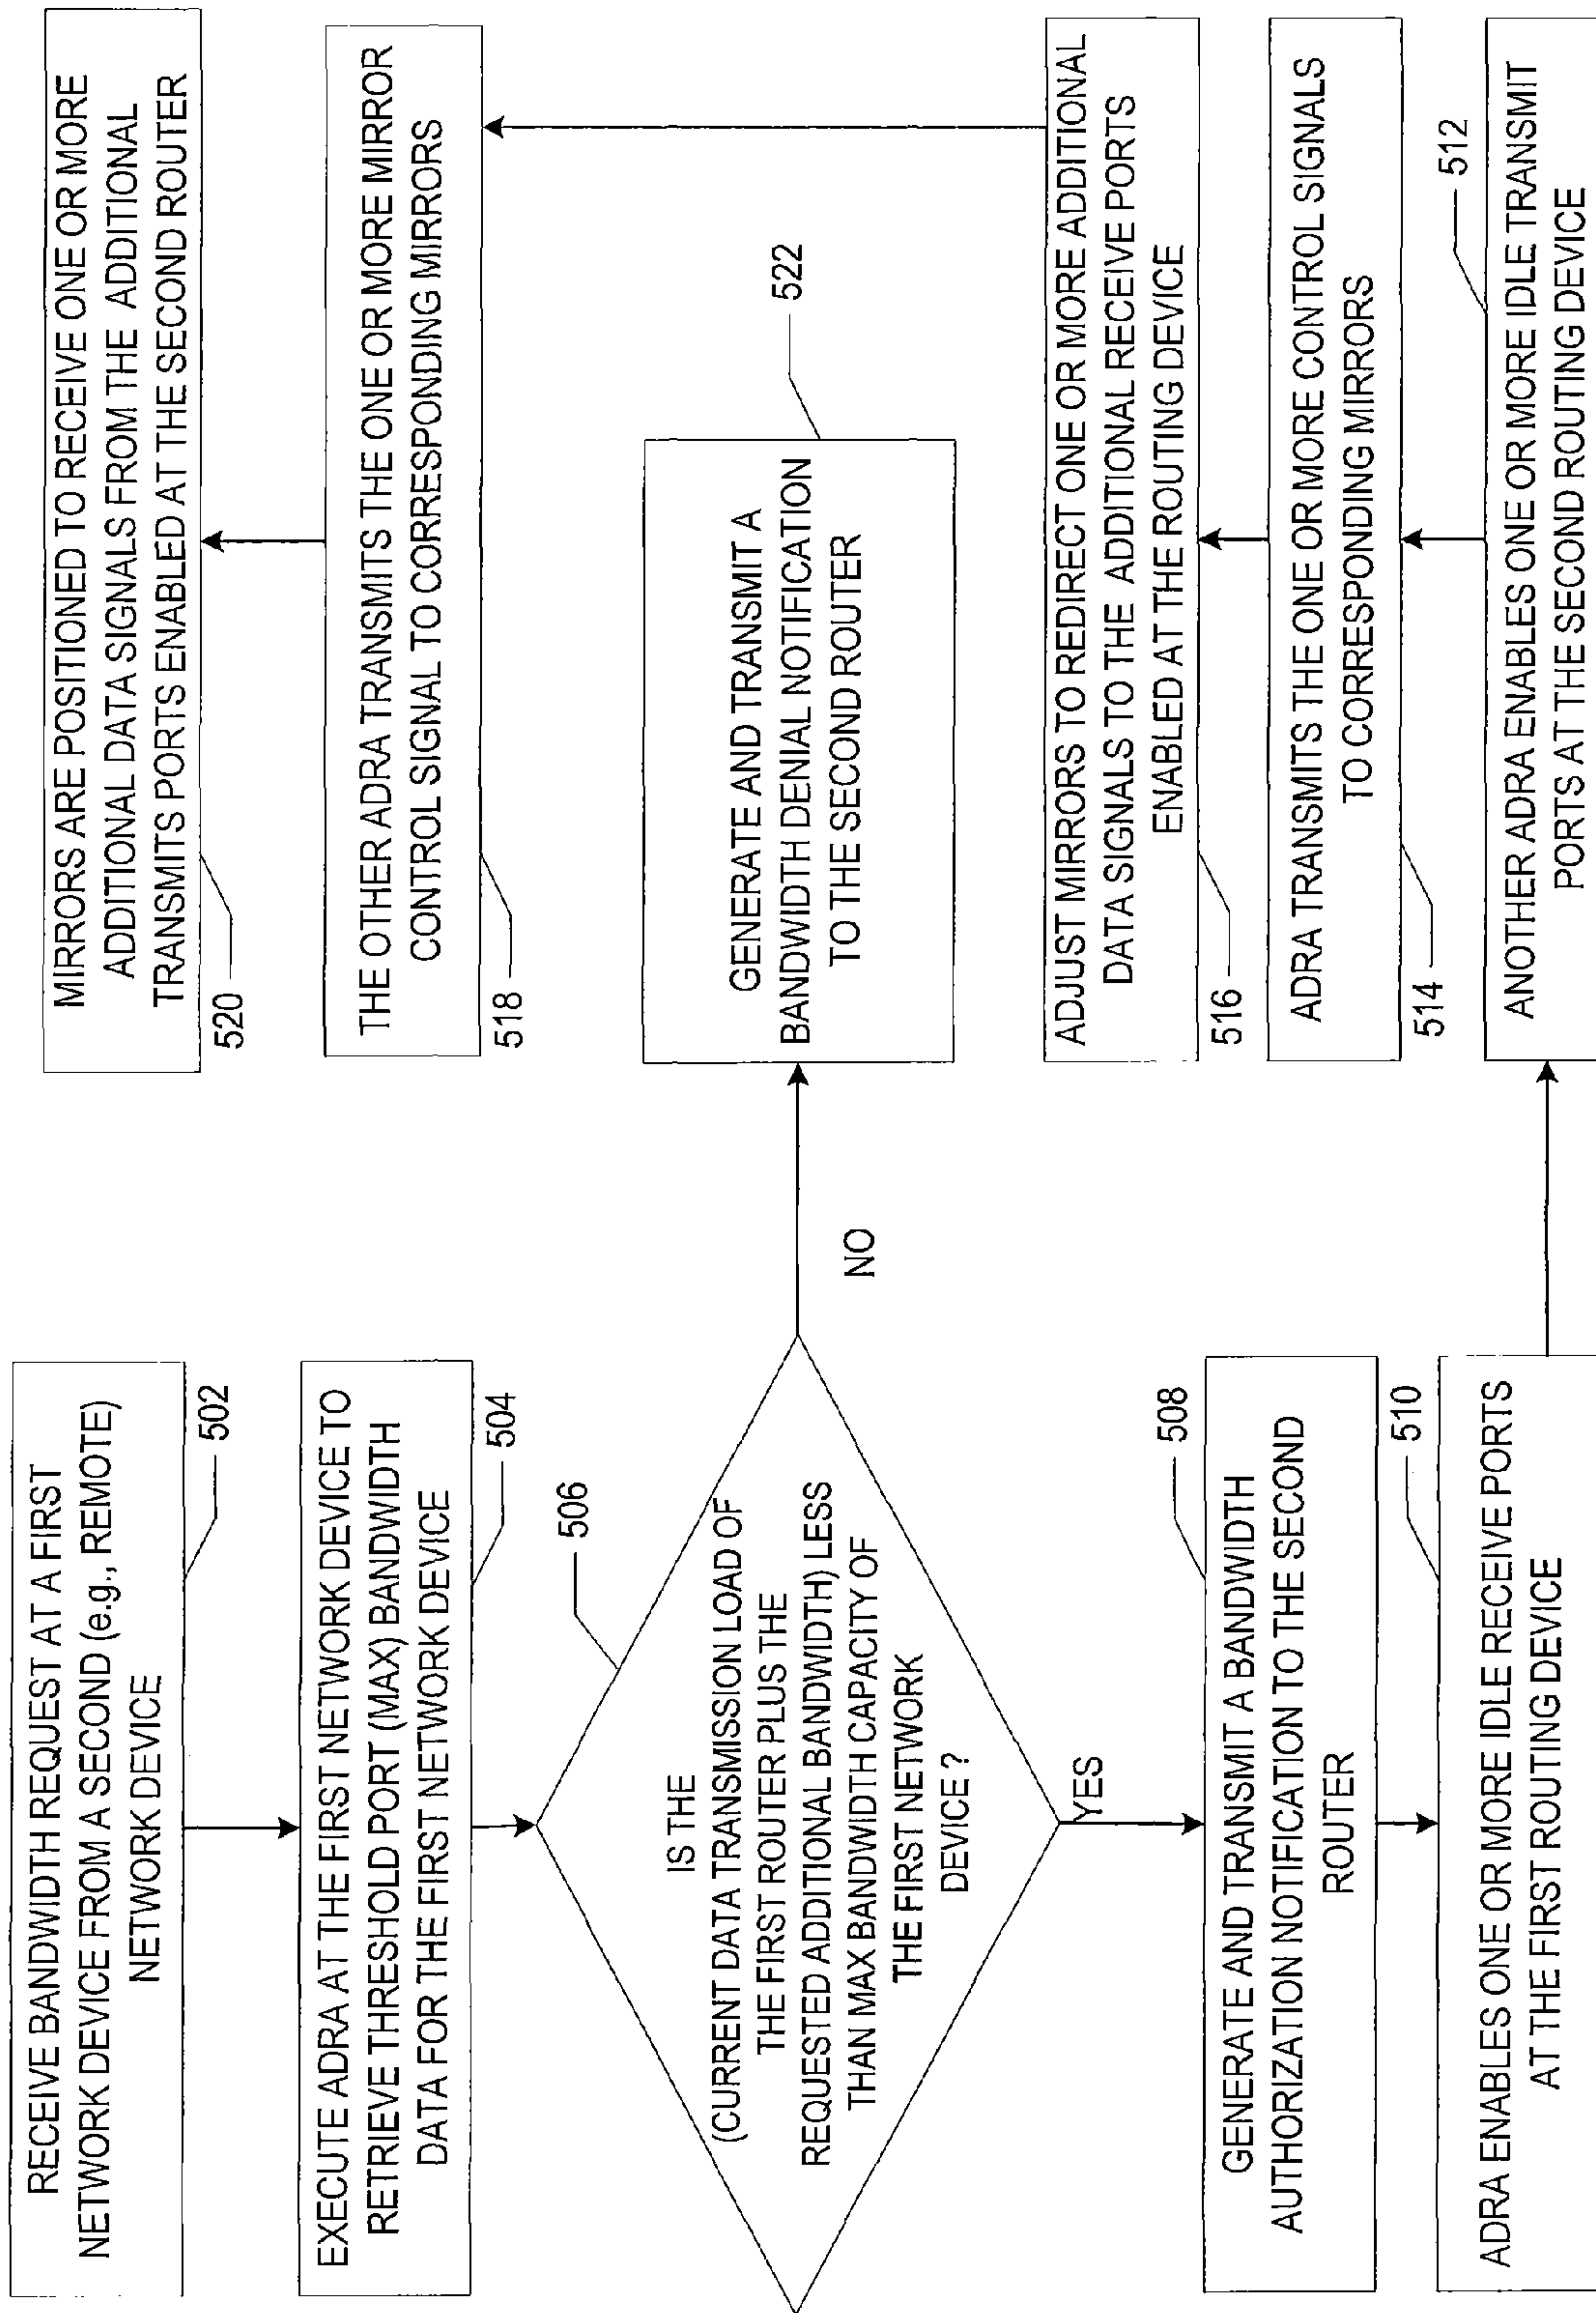 RECEIVE BANDWIDTH REQUEST AT A FIRST
NETWORK DEVICE FROM A SECOND (e.g., REMOTE)
NETWORK DEVICE
502
EXECUTE ADRA AT THE FIRST NETWORK DEVICE TO
RETRIEVE THRESHOLD PORT (MAX) BANDWIDTH
DATA FOR THE FIRST NETWORK DEVICE
504
506
IS THE
(CURRENT DATA TRANSMISSION LOAD OF
THE FIRST ROUTER PLUS THE
REQUESTED ADDITIONAL BANDWIDTH) LESS
THAN MAX BANDWIDTH CAPACITY OF
THE FIRST NETWORK
DEVICE ?
NO
YES
508
GENERATE AND TRANSMIT A BANDWIDTH
AUTHORIZATION NOTIFICATION TO THE SECOND
ROUTER
510
ADRA ENABLES ONE OR MORE IDLE RECEIVE PORTS
AT THE FIRST ROUTING DEVICE
MIRRORS ARE POSITIONED TO RECEIVE ONE OR MORE
ADDITIONAL DATA SIGNALS FROM THE ADDITIONAL
TRANSMITS PORTS ENABLED AT THE SECOND ROUTER
520
THE OTHER ADRA TRANSMITS THE ONE OR MORE MIRROR
CONTROL SIGNAL TO CORRESPONDING MIRRORS
518
522
GENERATE AND TRANSMIT A
BANDWIDTH DENIAL NOTIFICATION
TO THE SECOND ROUTER
ADJUST MIRRORS TO REDIRECT ONE OR MORE ADDITIONAL
DATA SIGNALS TO THE ADDITIONAL RECEIVE PORTS
ENABLED AT THE ROUTING DEVICE
516
ADRA TRANSMITS THE ONE OR MORE CONTROL SIGNALS
TO CORRESPONDING MIRRORS
514
512
ANOTHER ADRA ENABLES ONE OR MORE IDLE TRANSMIT
PORTS AT THE SECOND ROUTING DEVICE